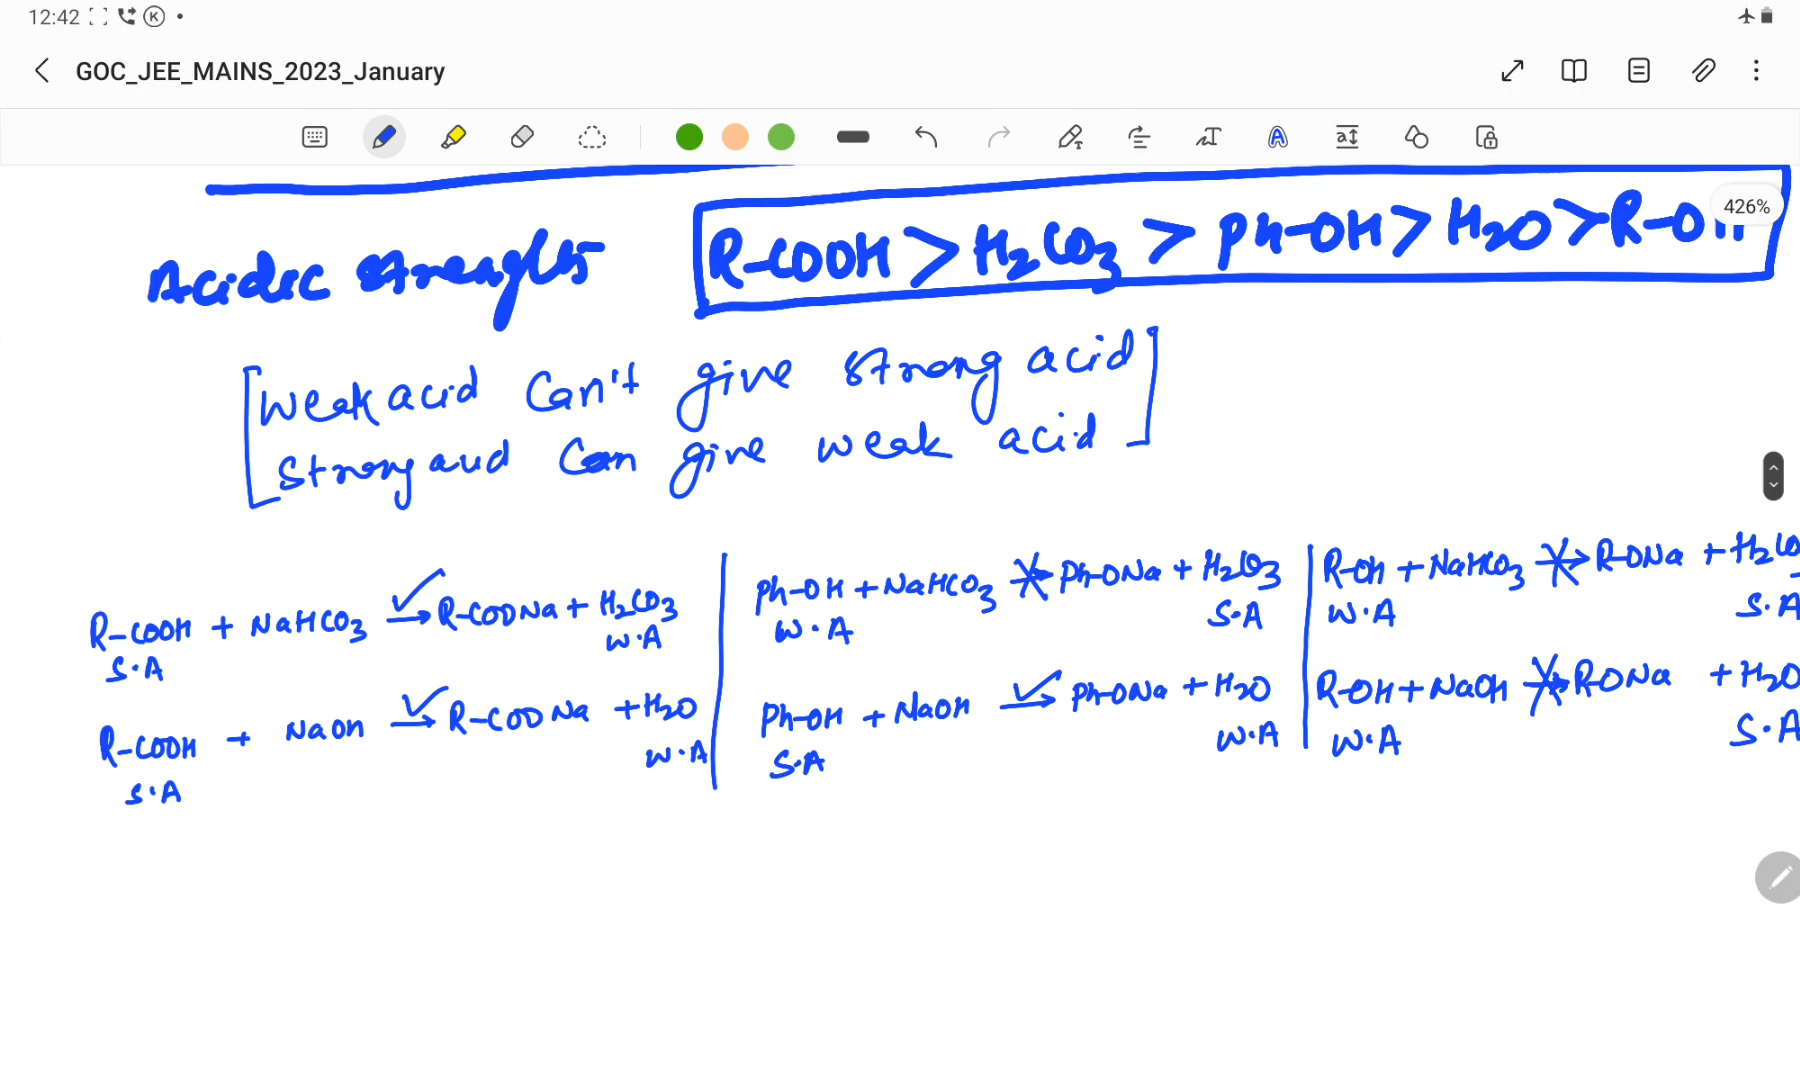 12:42
GOC_JEE_MAINS_2023_January
426%
Acidic strength R-COOH > H2CO3 > Ph-OH > H2O > R-OH
[Weak acid Can't give strong acid]
[Strong acid Can give weak acid]
R-COOH + NaHCO3 → R-COONa + H2CO3
S.A W.A
R-COOH + NaOH → R-COONa + H2O
S.A W.A
Ph-OH + NaHCO3 → Ph-ONa + H2CO3
W.A S.A
Ph-OH + NaOH → Ph-ONa + H2O
S.A W.A
R-OH + NaHCO3 → R-ONa + H2CO
W.A S.A
R-OH + NaOH → RONa + H2O
W.A S.A